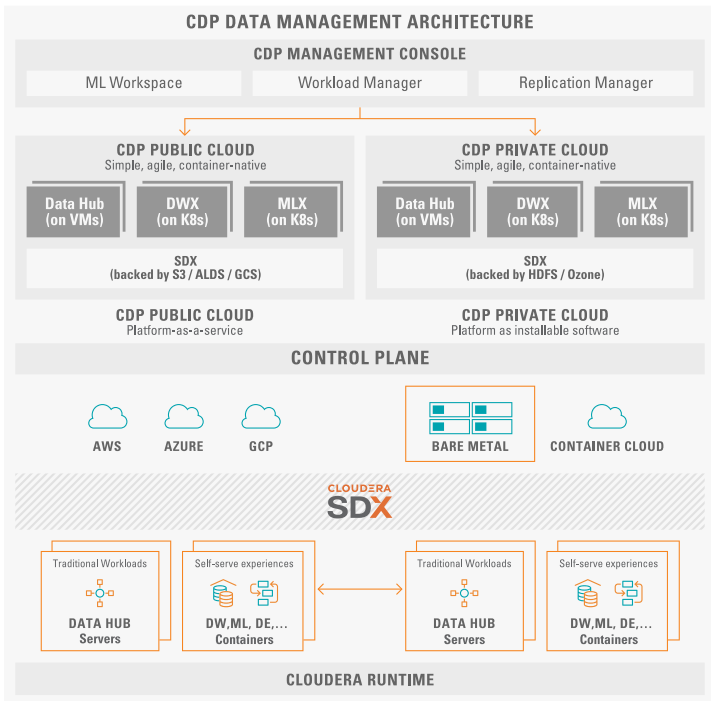 CDP DATA MANAGEMENT ARCHITECTURE
CDP MANAGEMENT CONSOLE
ML Workspace
Workload Manager
Replication Manager
CDP PUBLIC CLOUD
Simple, agile, container-native
Data Hub
(on VMs)
DWX
(on K8s)
MLX
(on K8s)
SDX
(backed by S3 / ALDS / GCS)
CDP PRIVATE CLOUD
Simple, agile, container-native
Data Hub
(on VMs)
DWX
(on K8s)
MLX
(on K8s)
SDX
(backed by HDFS / Ozone)
CDP PUBLIC CLOUD
Platform-as-a-service
CDP PRIVATE CLOUD
Platform as installable software
CONTROL PLANE
AWS
AZURE
GCP
BARE METAL
CONTAINER CLOUD
CLOUDERA
SDX
Traditional Workloads
DATA HUB
Servers
Self-serve experiences
DW,ML, DE,...
Containers
Traditional Workloads
DATA HUB
Servers
Self-serve experiences
DW,ML, DE,...
Containers
CLOUDERA RUNTIME